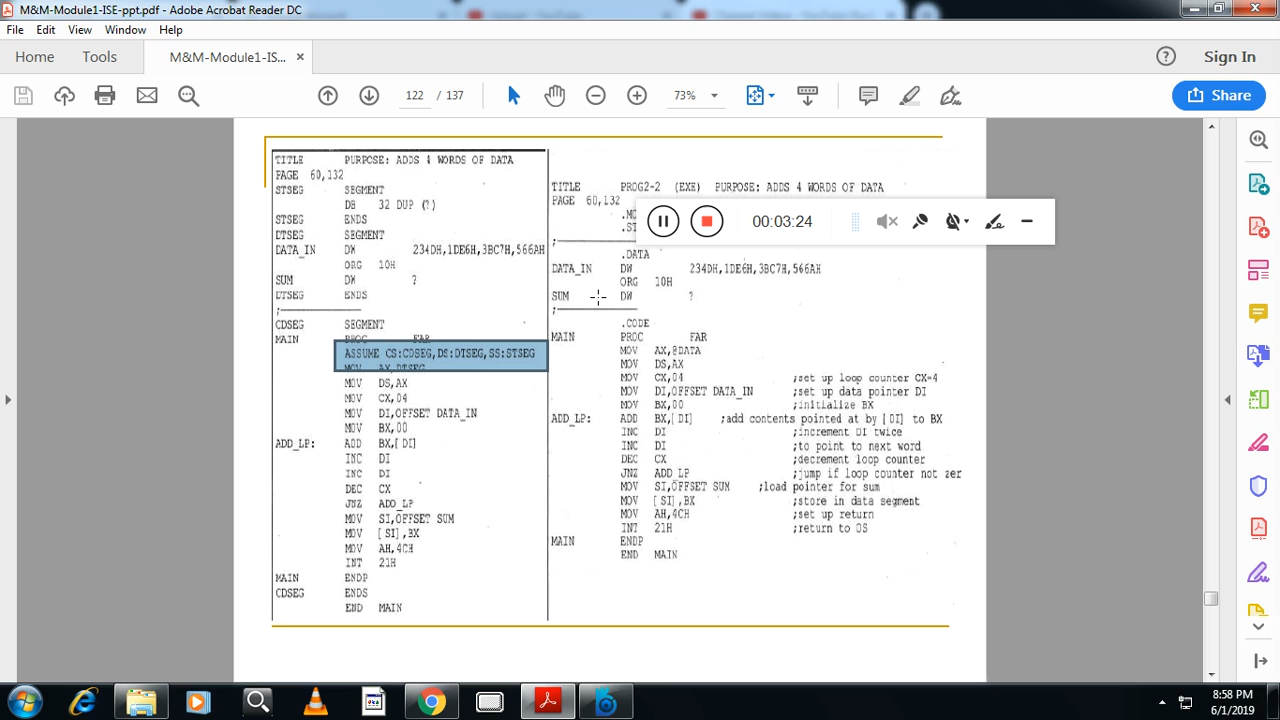 M&M-Module1-ISE-ppt.pdf - Adobe Acrobat Reader DC
File Edit View Window Help
Home Tools M&M-Module1-IS... × Sign In
122 / 137 73% Share
TITLE PURPOSE: ADDS 4 WORDS OF DATA
PAGE 60,132
STSEG SEGMENT
DB 32 DUP (?)
STSEG ENDS
DTSEG SEGMENT
DATA_IN DW 234DH,1DE6H,3BC7H,566AH
ORG 10H
SUM DW ?
DTSEG ENDS
;
CDSEG SEGMENT
MAIN PROC FAR
ASSUME CS:CDSEG,DS:DTSEG,SS:STSEG
MOV AX,DTSEG
MOV DS,AX
MOV CX,04
MOV DI,OFFSET DATA_IN
MOV BX,00
ADD_LP: ADD BX,[DI]
INC DI
INC DI
DEC CX
JNZ ADD_LP
MOV SI,OFFSET SUM
MOV [SI],BX
MOV AH,4CH
INT 21H
MAIN ENDP
CDSEG ENDS
END MAIN
TITLE PROG2-2 (EXE) PURPOSE: ADDS 4 WORDS OF DATA
PAGE 60,132
.MO
.ST
00:03:24
;
.DATA
DATA_IN DW 234DH,1DE6H,3BC7H,566AH
ORG 10H
SUM DW ?
;
.CODE
MAIN PROC FAR
MOV AX,@DATA
MOV DS,AX
MOV CX,04 ;set up loop counter CX=4
MOV DI,OFFSET DATA_IN ;set up data pointer DI
MOV BX,00 ;initialize BX
ADD_LP: ADD BX,[DI] ;add contents pointed at by [DI] to BX
INC DI ;increment DI twice
INC DI ;to point to next word
DEC CX ;decrement loop counter
JNZ ADD_LP ;jump if loop counter not zer
MOV SI,OFFSET SUM ;load pointer for sum
MOV [SI],BX ;store in data segment
MOV AH,4CH ;set up return
INT 21H ;return to OS
MAIN ENDP
END MAIN
8:58 PM
6/1/2019